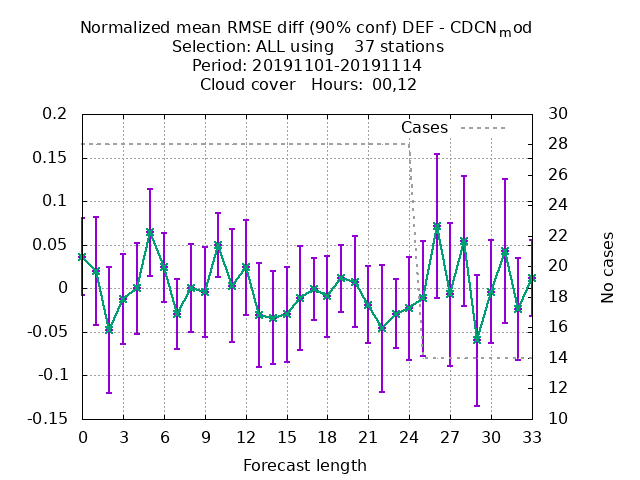 Normalized mean RMSE diff (90% conf) DEF - CDCNmod
Selection: ALL using    37 stations
Period: 20191101-20191114
Cloud cover   Hours:  00,12
Cases
0.2
0.15
0.1
0.05
0
-0.05
-0.1
-0.15
30
28
26
24
22
20
18
16
14
12
10
No cases
0 3 6 9 12 15 18 21 24 27 30 33
Forecast length